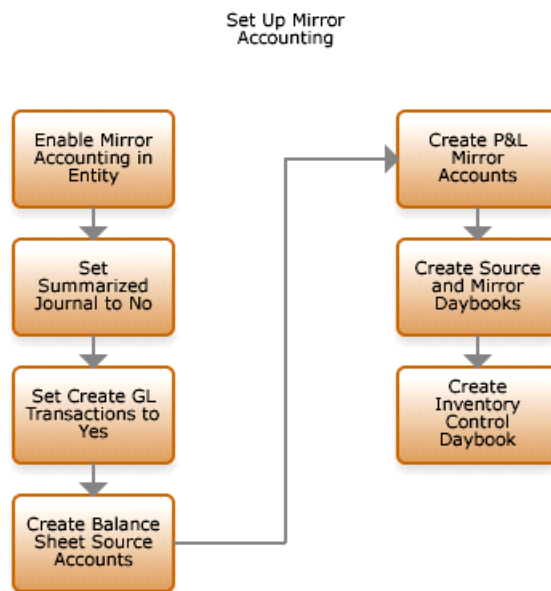 Set Up Mirror
Accounting
Enable Mirror
Accounting in
Entity
Set
Summarized
Journal to No
Set Create GL
Transactions to
Yes
Create Balance
Sheet Source
Accounts
Create P&L
Mirror
Accounts
Create Source
and Mirror
Daybooks
Create
Inventory
Control
Daybook